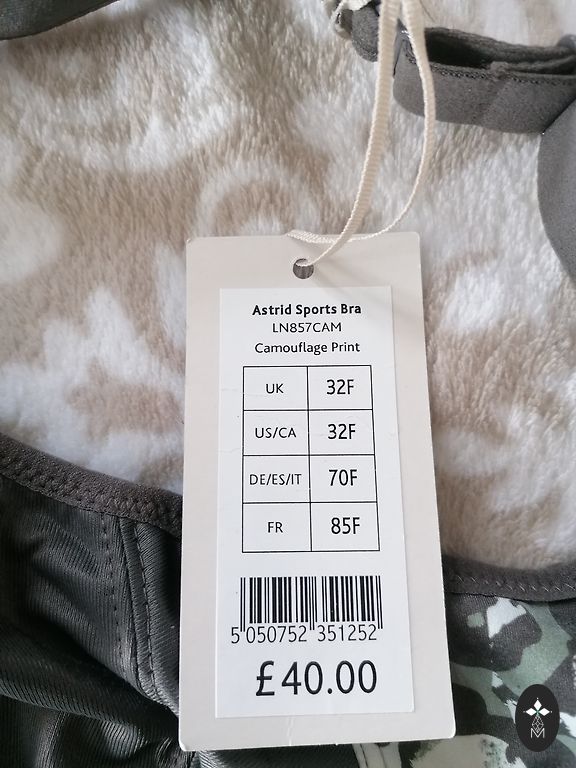 Astrid Sports Bra
LN857CAM
Camouflage Print
UK 32F
US/CA 32F
DE/ES/IT 70F
FR 85F
5 050752 351252
£40.00
M